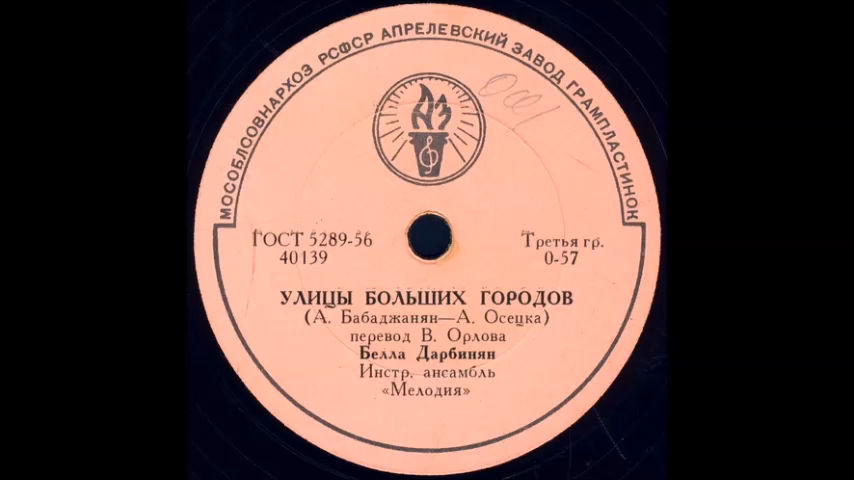 МОСОБЛСОВНАРХОЗ РСФСР АПРЕЛЕВСКИЙ ЗАВОД ГРАМПЛАСТИНОК
АЗ
ГОСТ 5289-56
40139
Третья гр.
0-57
УЛИЦЫ БОЛЬШИХ ГОРОДОВ
(А. Бабаджанян—А. Осецка)
перевод В. Орлова
Белла Дарбинян
Инстр. ансамбль
«Мелодия»